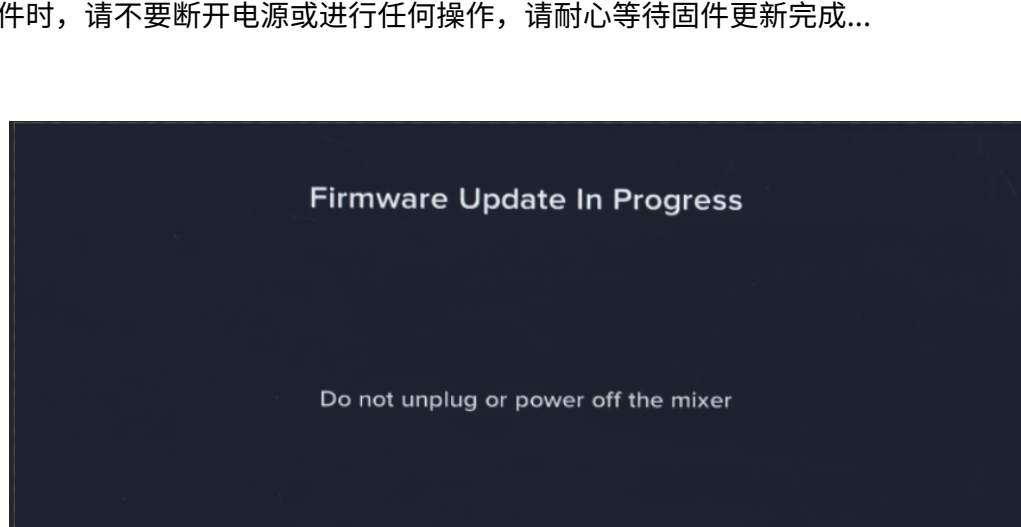 件时，请不要断开电源或进行任何操作，请耐心等待固件更新完成...
Firmware Update In Progress
Do not unplug or power off the mixer